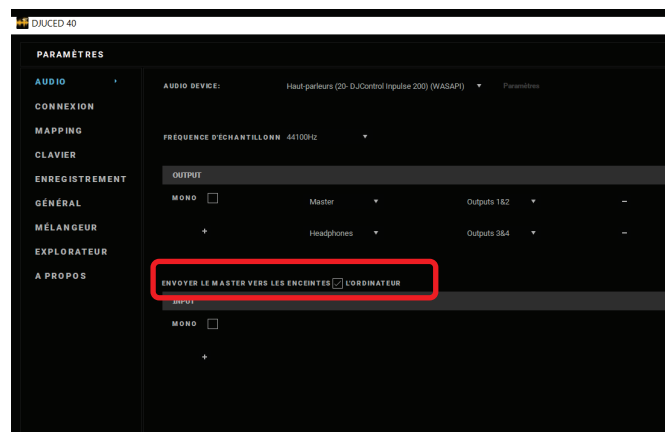 DJUCED 40
PARAMÈTRES
AUDIO
CONNEXION
MAPPING
CLAVIER
ENREGISTREMENT
GÉNÉRAL
MÉLANGEUR
EXPLORATEUR
A PROPOS
AUDIO DEVICE: Haut-parleurs (20- DJControl Inpulse 200) (WASAPI) Paramètres
FRÉQUENCE D'ÉCHANTILLONN 44100Hz
OUTPUT
MONO Master Outputs 1&2 −
+ Headphones Outputs 3&4 −
ENVOYER LE MASTER VERS LES ENCEINTES L'ORDINATEUR
INPUT
MONO
+